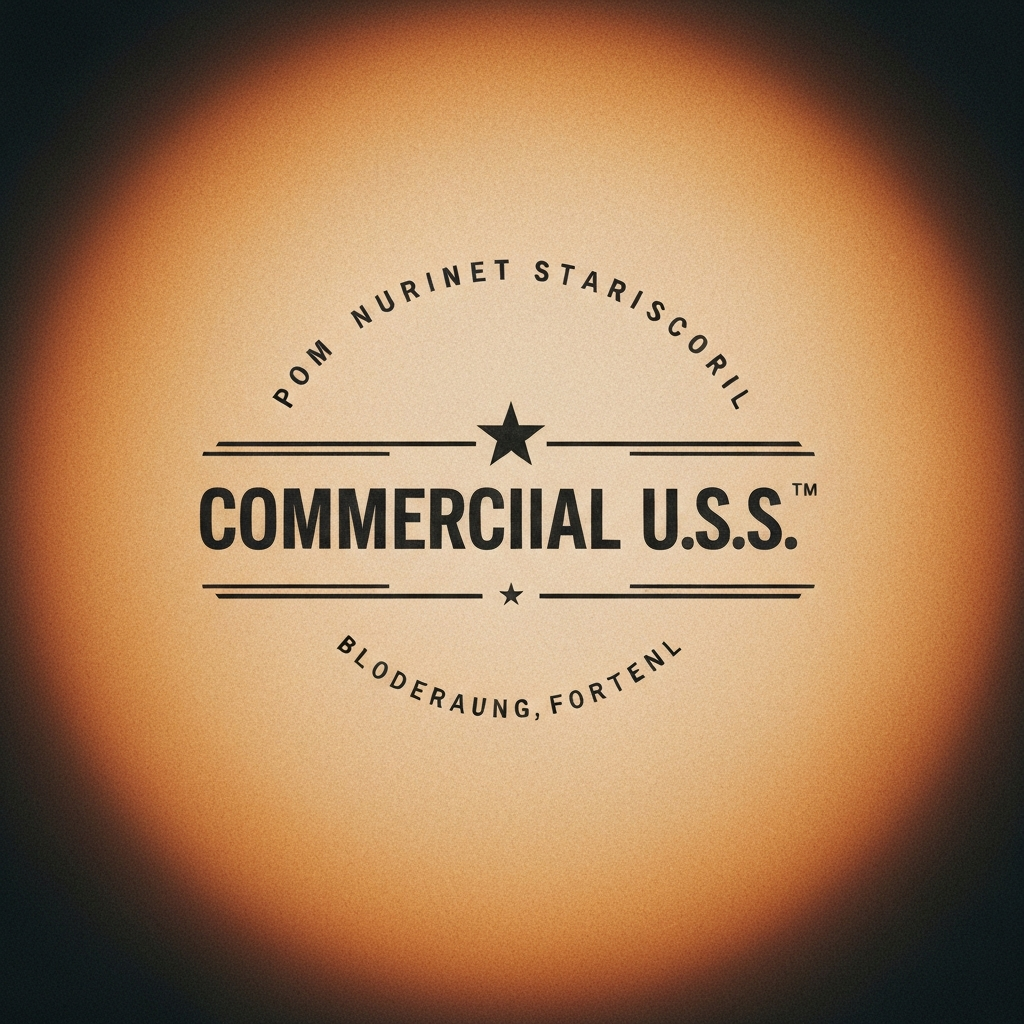 POM NURINET STARISCORIL
COMMERCIIAL U.S.S.™
BLODERAUNG, FORTENL